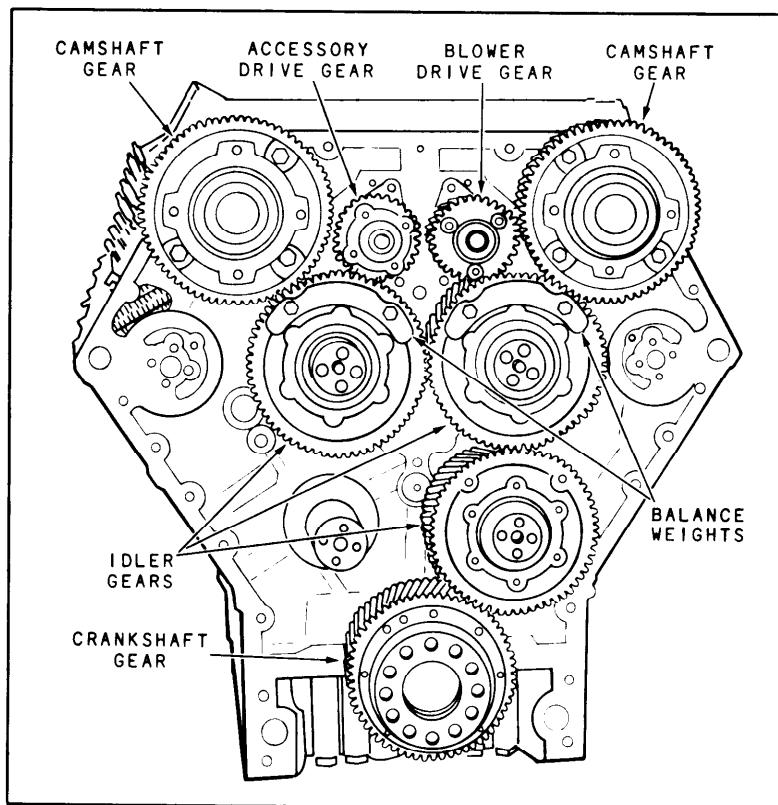 CAMSHAFT
GEAR
ACCESSORY
DRIVE GEAR
BLOWER
DRIVE GEAR
CAMSHAFT
GEAR
BALANCE
WEIGHTS
IDLER
GEARS
CRANKSHAFT
GEAR